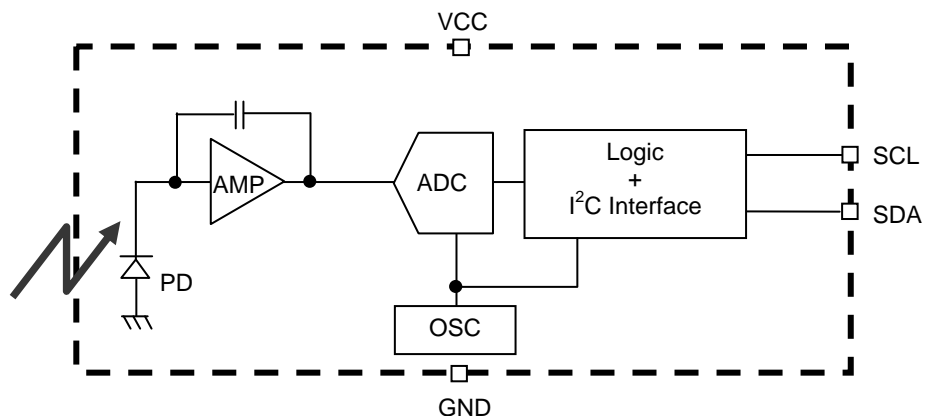 VCC
AMP
ADC
Logic
+
I²C Interface
SCL
SDA
PD
OSC
GND